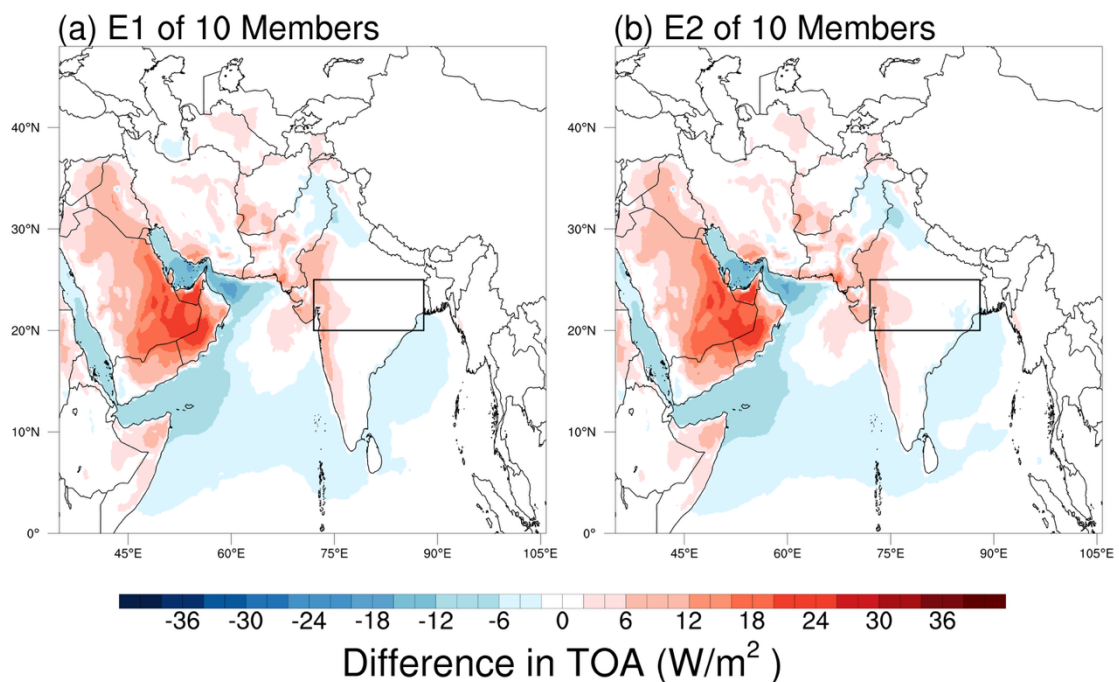 (a) E1 of 10 Members
(b) E2 of 10 Members
40°N
40°N
30°N
30°N
20°N
20°N
10°N
10°N
0°
0°
45°E 60°E 75°E 90°E 105°E
45°E 60°E 75°E 90°E 105°E
-36 -30 -24 -18 -12 -6 0 6 12 18 24 30 36
Difference in TOA (W/m² )